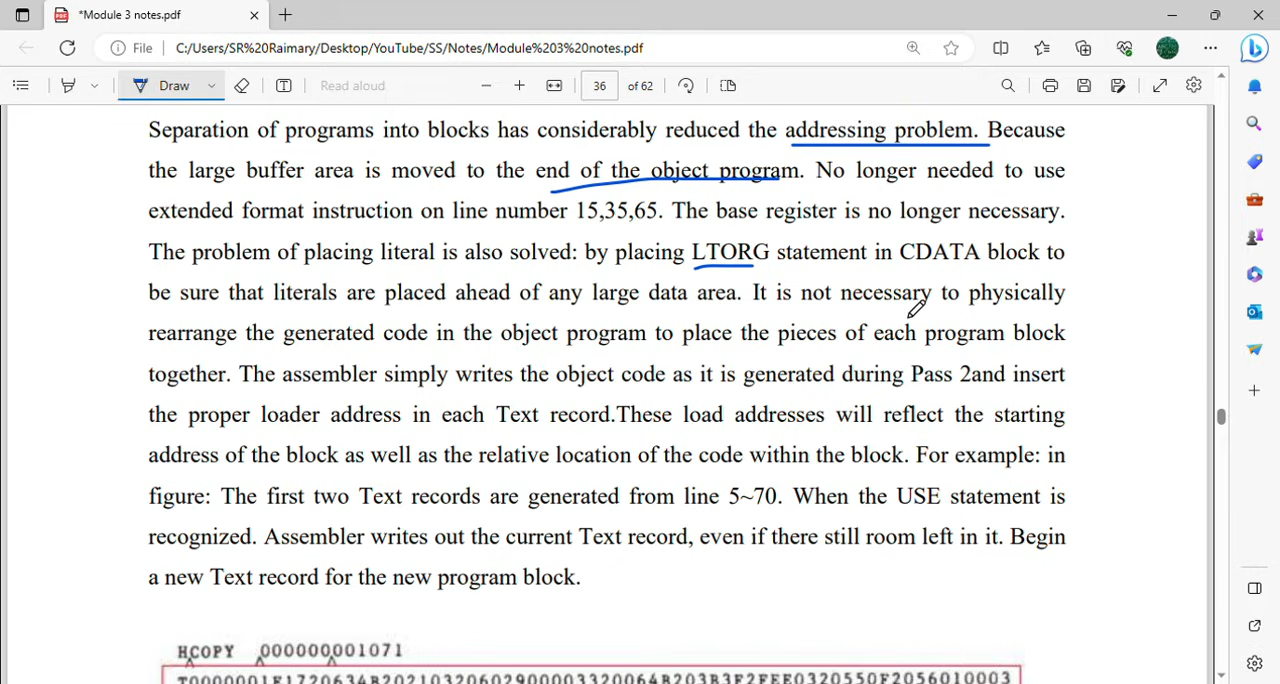 *Module 3 notes.pdf
File C:/Users/SR%20Raimary/Desktop/YouTube/SS/Notes/Module%203%20notes.pdf
Draw Read aloud 36 of 62
Separation of programs into blocks has considerably reduced the addressing problem. Because
the large buffer area is moved to the end of the object program. No longer needed to use
extended format instruction on line number 15,35,65. The base register is no longer necessary.
The problem of placing literal is also solved: by placing LTORG statement in CDATA block to
be sure that literals are placed ahead of any large data area. It is not necessary to physically
rearrange the generated code in the object program to place the pieces of each program block
together. The assembler simply writes the object code as it is generated during Pass 2and insert
the proper loader address in each Text record.These load addresses will reflect the starting
address of the block as well as the relative location of the code within the block. For example: in
figure: The first two Text records are generated from line 5~70. When the USE statement is
recognized. Assembler writes out the current Text record, even if there still room left in it. Begin
a new Text record for the new program block.
HCOPY 000000001071